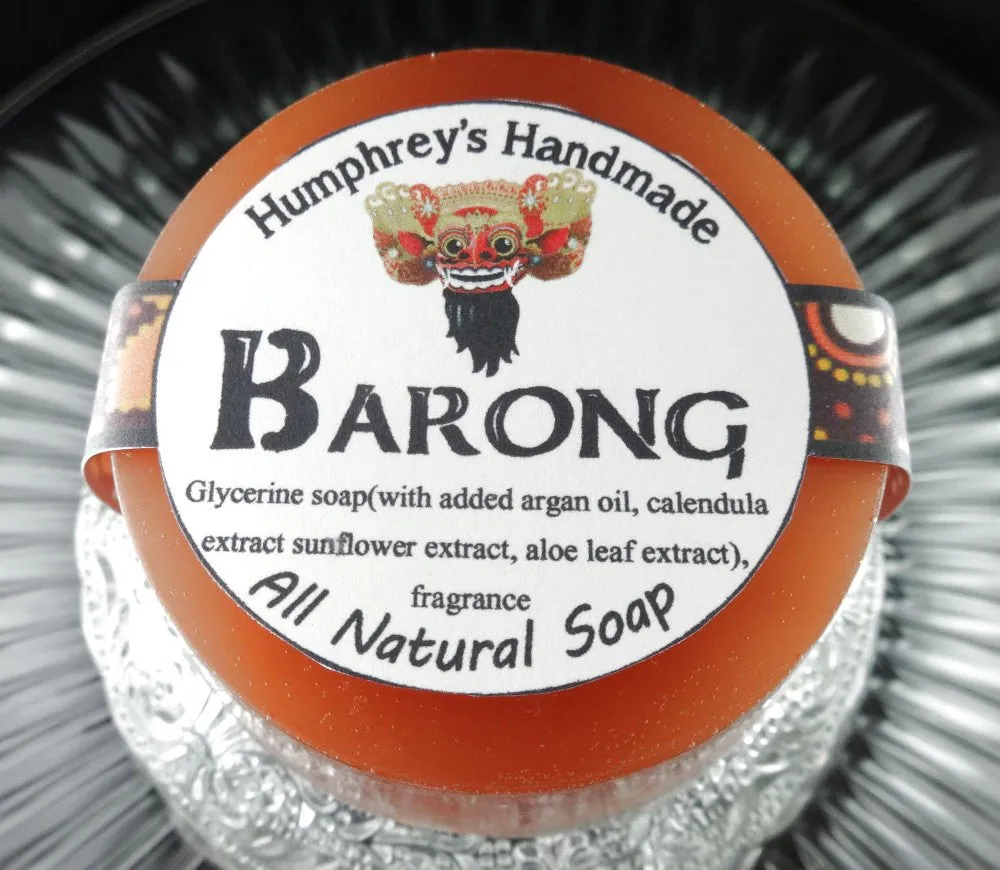 Humphrey's Handmade
BARONG
Glycerine soap(with added argan oil, calendula
extract sunflower extract, aloe leaf extract),
fragrance
All Natural Soap